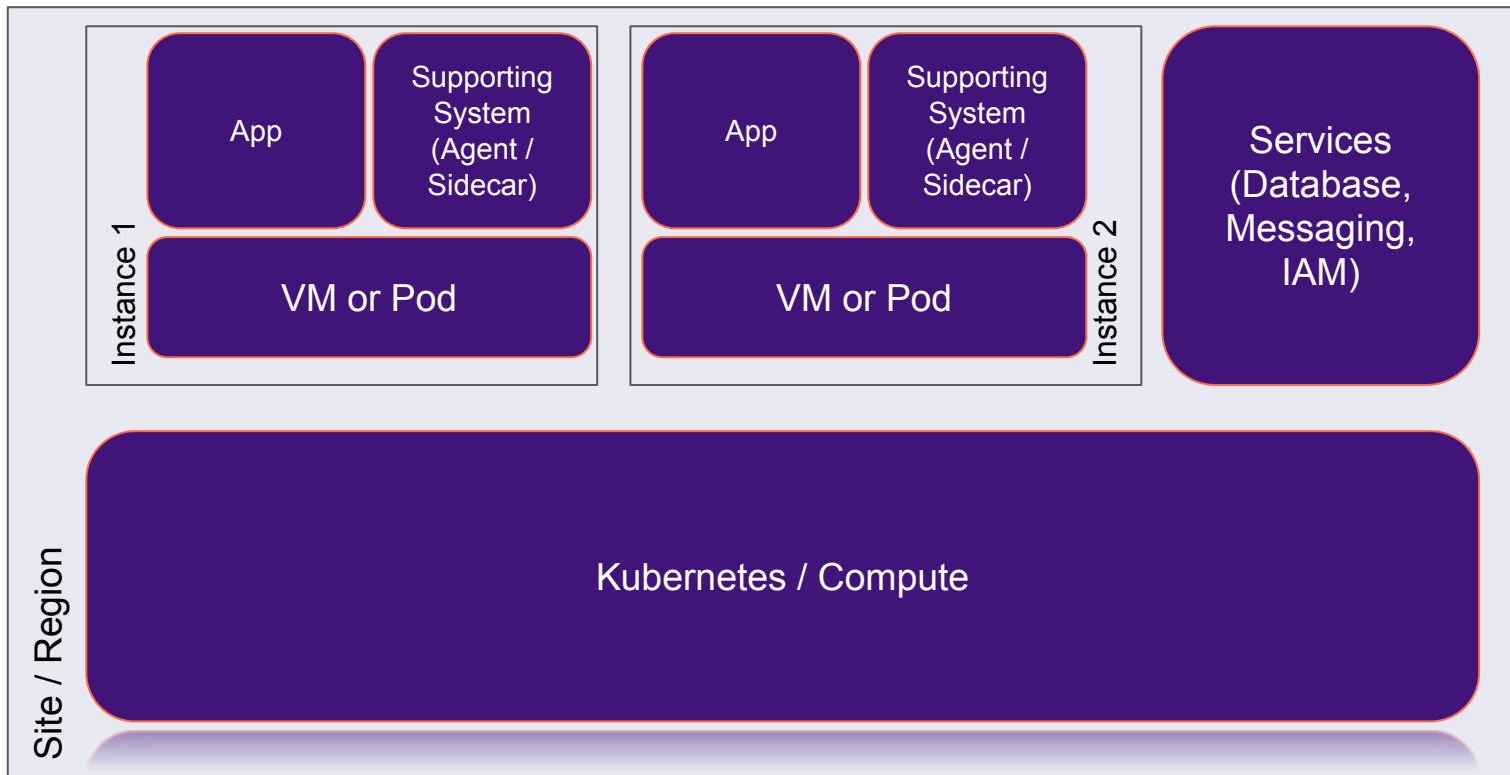 Instance 1
App
Supporting
System
(Agent /
Sidecar)
VM or Pod
App
Supporting
System
(Agent /
Sidecar)
VM or Pod
Instance 2
Services
(Database,
Messaging,
IAM)
Site / Region
Kubernetes / Compute